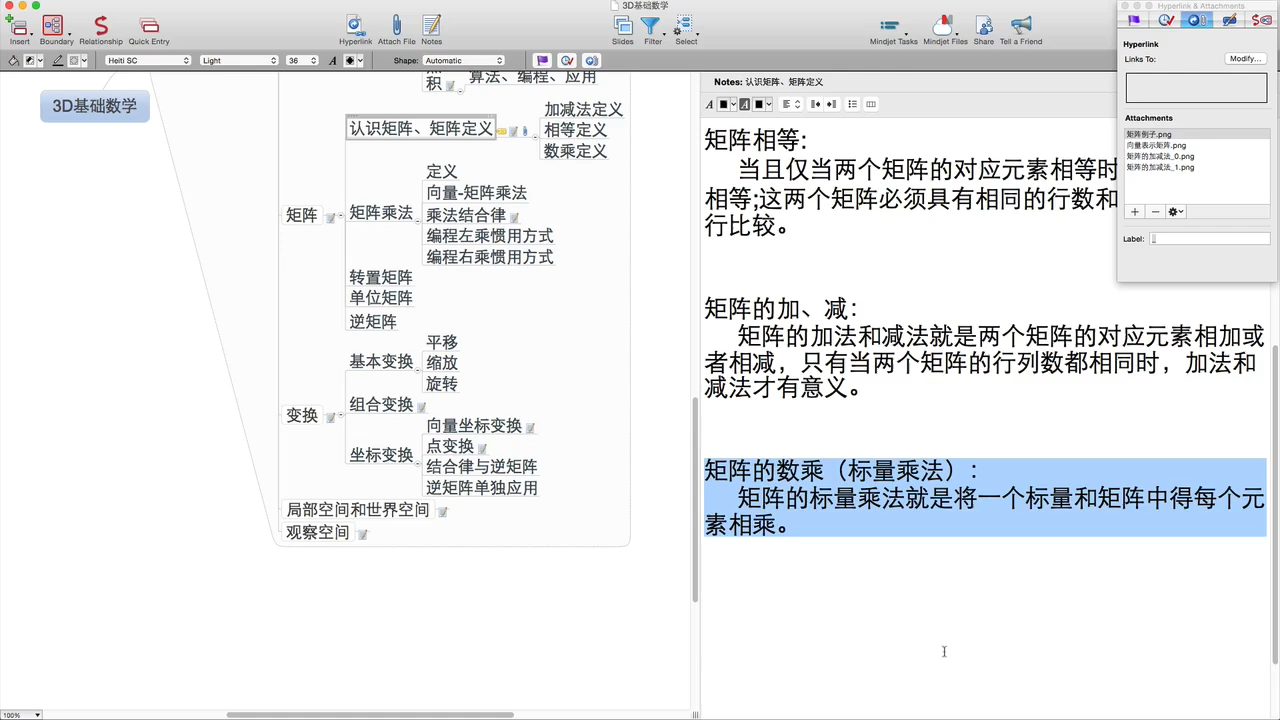 3D基础数学
Hyperlink & Attachments
Insert
Boundary
Relationship
Quick Entry
Hyperlink
Attach File
Notes
Slides
Filter
Select
Mindjet Tasks
Mindjet Files
Share
Tell a Friend
Heiti SC
Light
36
Shape:
Automatic
Hyperlink
Links To:
Modify...
Attachments
矩阵例子.png
向量表示矩阵.png
矩阵的加减法_0.png
矩阵的加减法_1.png
Label:
3D基础数学
积
算法、编程、应用
认识矩阵、矩阵定义
加减法定义
相等定义
数乘定义
矩阵
矩阵乘法
定义
向量-矩阵乘法
乘法结合律
编程左乘惯用方式
编程右乘惯用方式
转置矩阵
单位矩阵
逆矩阵
变换
基本变换
平移
缩放
旋转
组合变换
坐标变换
向量坐标变换
点变换
结合律与逆矩阵
逆矩阵单独应用
局部空间和世界空间
观察空间
100%
Notes: 认识矩阵、矩阵定义
矩阵相等:
当且仅当两个矩阵的对应元素相等时
相等;这两个矩阵必须具有相同的行数和
行比较。
矩阵的加、减:
矩阵的加法和减法就是两个矩阵的对应元素相加或
者相减，只有当两个矩阵的行列数都相同时，加法和
减法才有意义。
矩阵的数乘（标量乘法）:
矩阵的标量乘法就是将一个标量和矩阵中得每个元
素相乘。